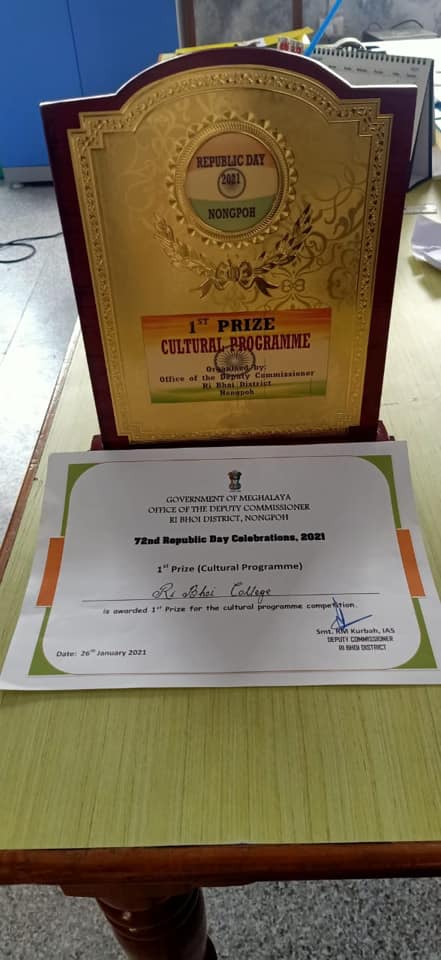 REPUBLIC DAY
2021
NONGPOH
1ST PRIZE
CULTURAL PROGRAMME
Organised by:
Office of the Deputy Commissioner
Ri Bhoi District
Nongpoh
GOVERNMENT OF MEGHALAYA
OFFICE OF THE DEPUTY COMMISSIONER
RI BHOI DISTRICT, NONGPOH
72nd Republic Day Celebrations, 2021
1st Prize (Cultural Programme)
Ri Bhoi College
is awarded 1st Prize for the cultural programme competition.
Smt. RM Kurbah, IAS
DEPUTY COMMISSIONER
RI BHOI DISTRICT
Date: 26th January 2021